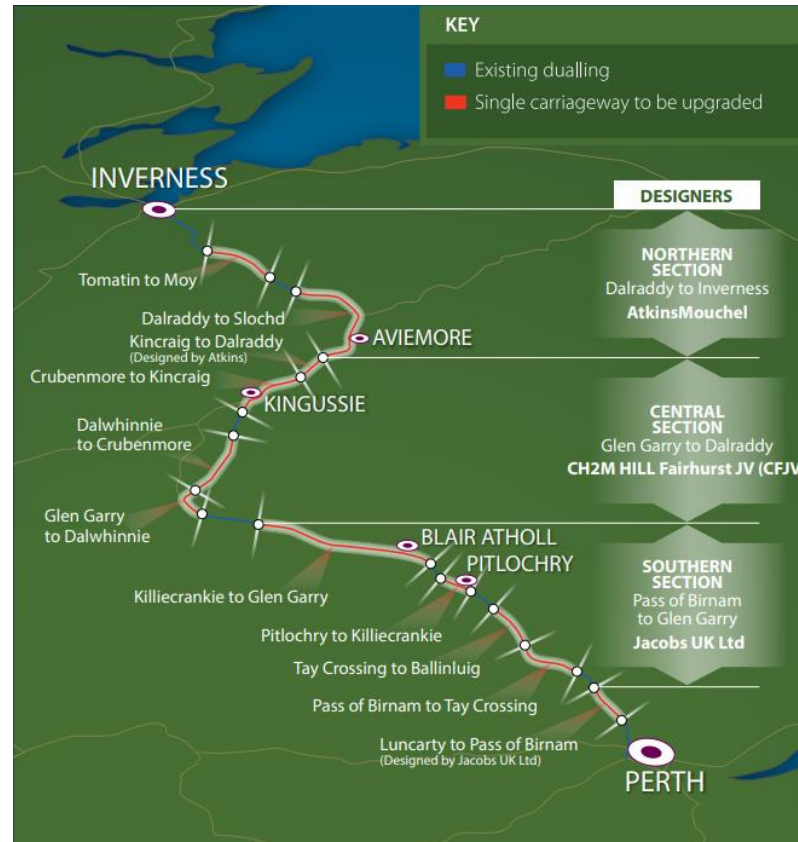 KEY
Existing dualling
Single carriageway to be upgraded
INVERNESS
DESIGNERS
NORTHERN
SECTION
Dalraddy to Inverness
AtkinsMouchel
Tomatin to Moy
Dalraddy to Slochd
Kincraig to Dalraddy
(Designed by Atkins)
AVIEMORE
Crubenmore to Kincraig
KINGUSSIE
Dalwhinnie
to Crubenmore
CENTRAL
SECTION
Glen Garry to Dalraddy
CH2M HILL Fairhurst JV (CFJV
Glen Garry
to Dalwhinnie
BLAIR ATHOLL
PITLOCHRY
Killiecrankie to Glen Garry
Pitlochry to Killiecrankie
Tay Crossing to Ballinluig
Pass of Birnam to Tay Crossing
Luncarty to Pass of Birnam
(Designed by Jacobs UK Ltd)
SOUTHERN
SECTION
Pass of Birnam
to Glen Garry
Jacobs UK Ltd
PERTH